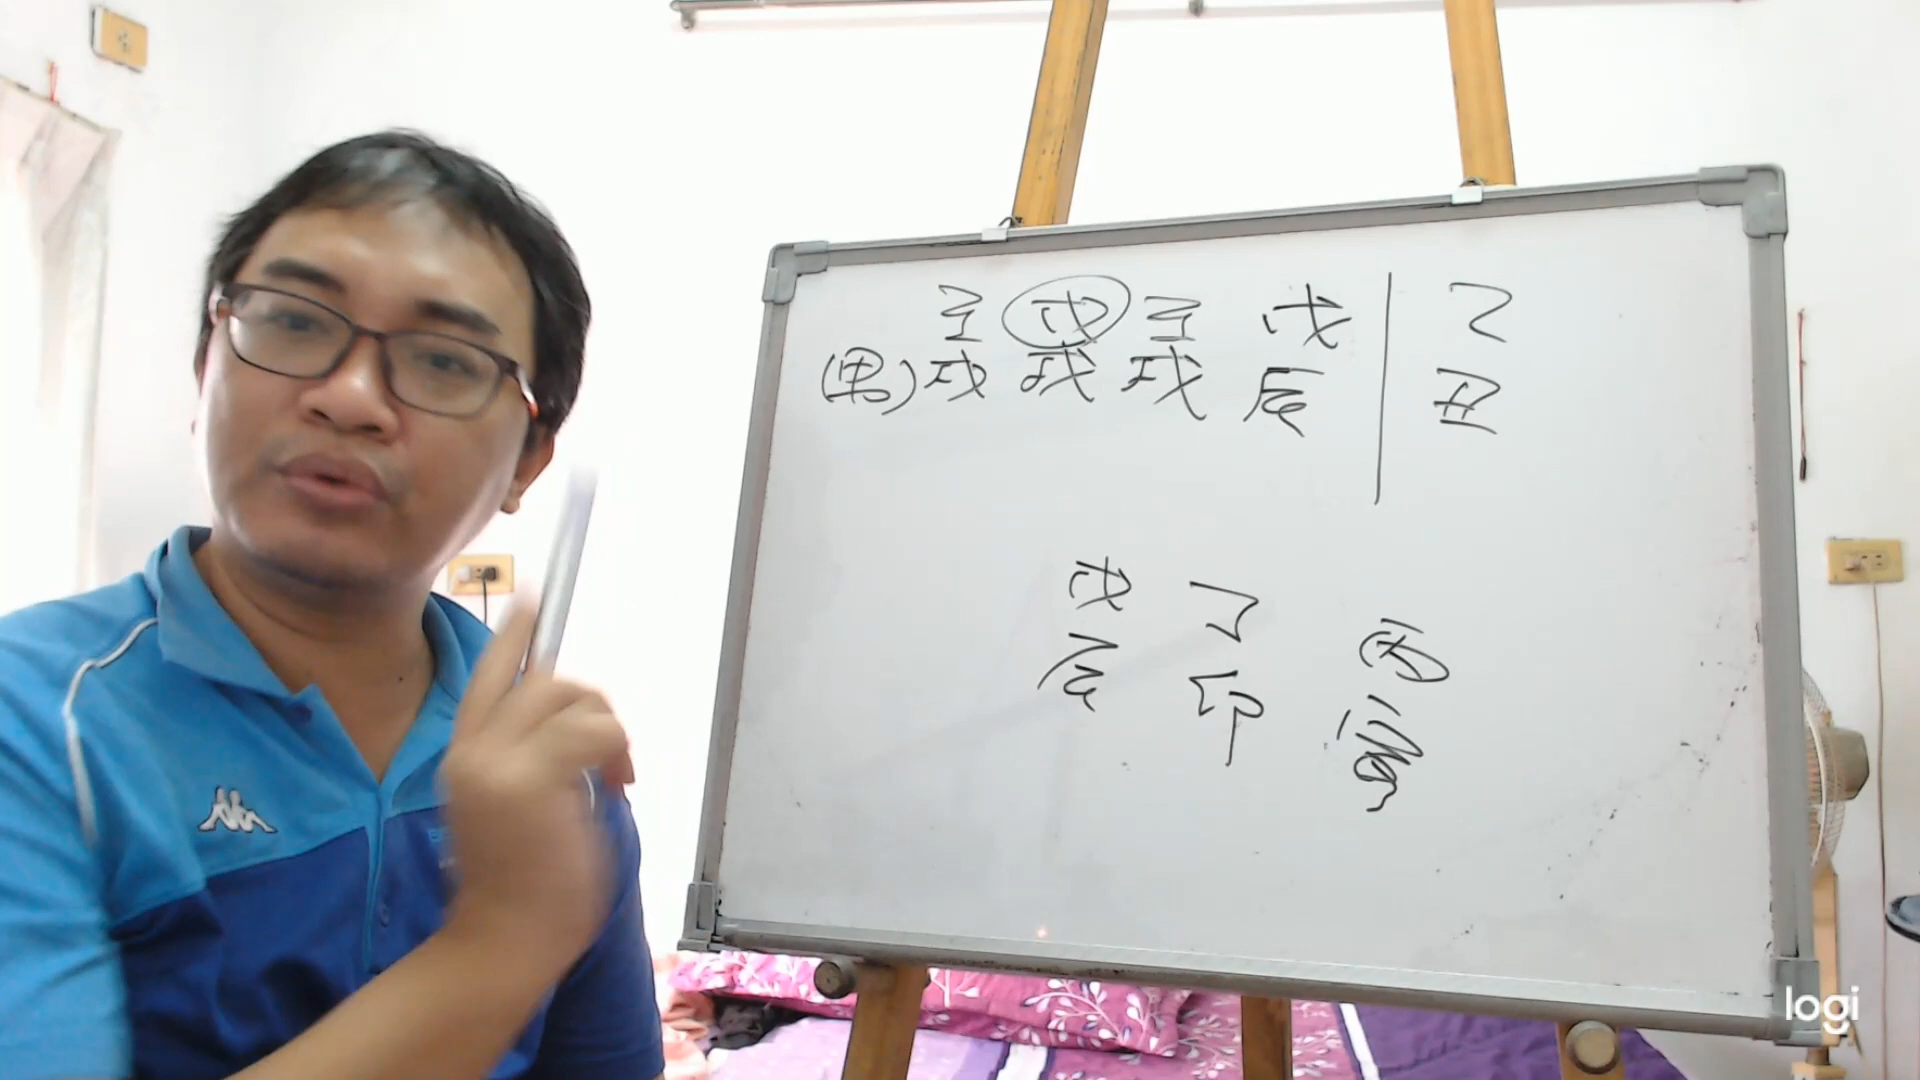 壬 戊 壬 戊 乙
(男) 戌 戌 戌 辰 丑
戊 丁 丙
辰 卯 寅
logi